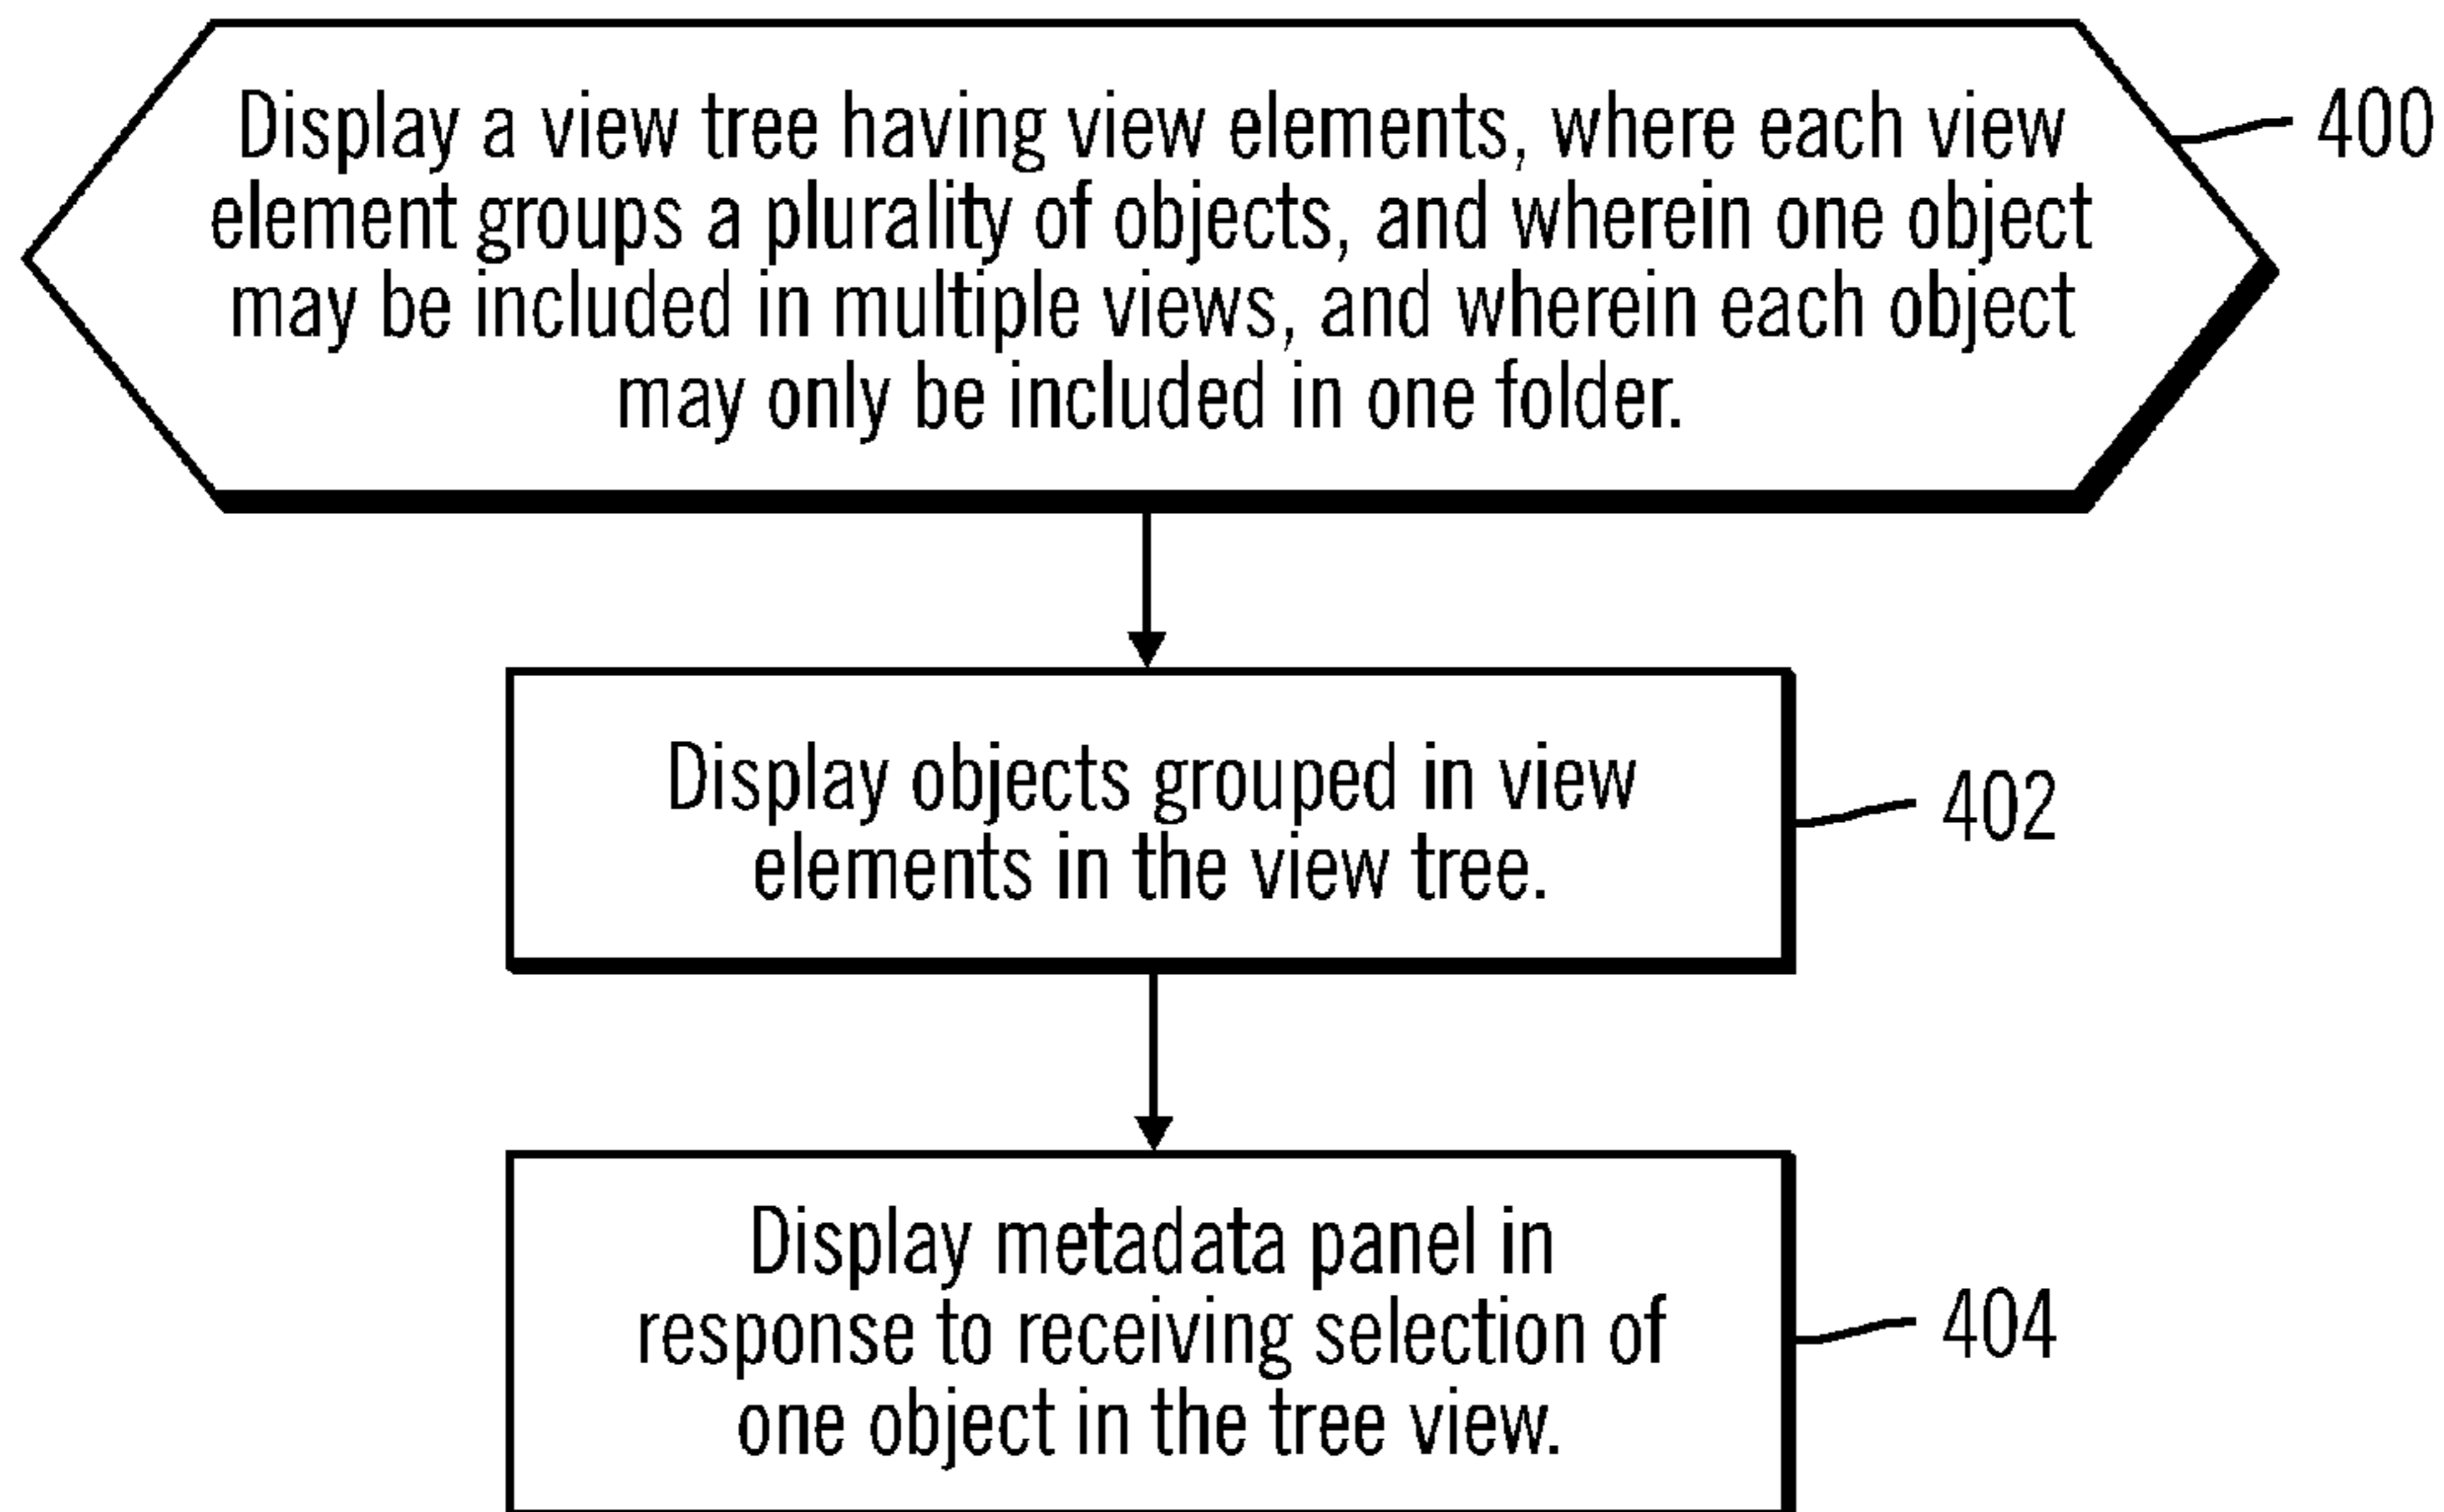 Display a view tree having view elements, where each view
element groups a plurality of objects, and wherein one object
may be included in multiple views, and wherein each object
may only be included in one folder.
400
Display objects grouped in view
elements in the view tree.
402
Display metadata panel in
response to receiving selection of
one object in the tree view.
404